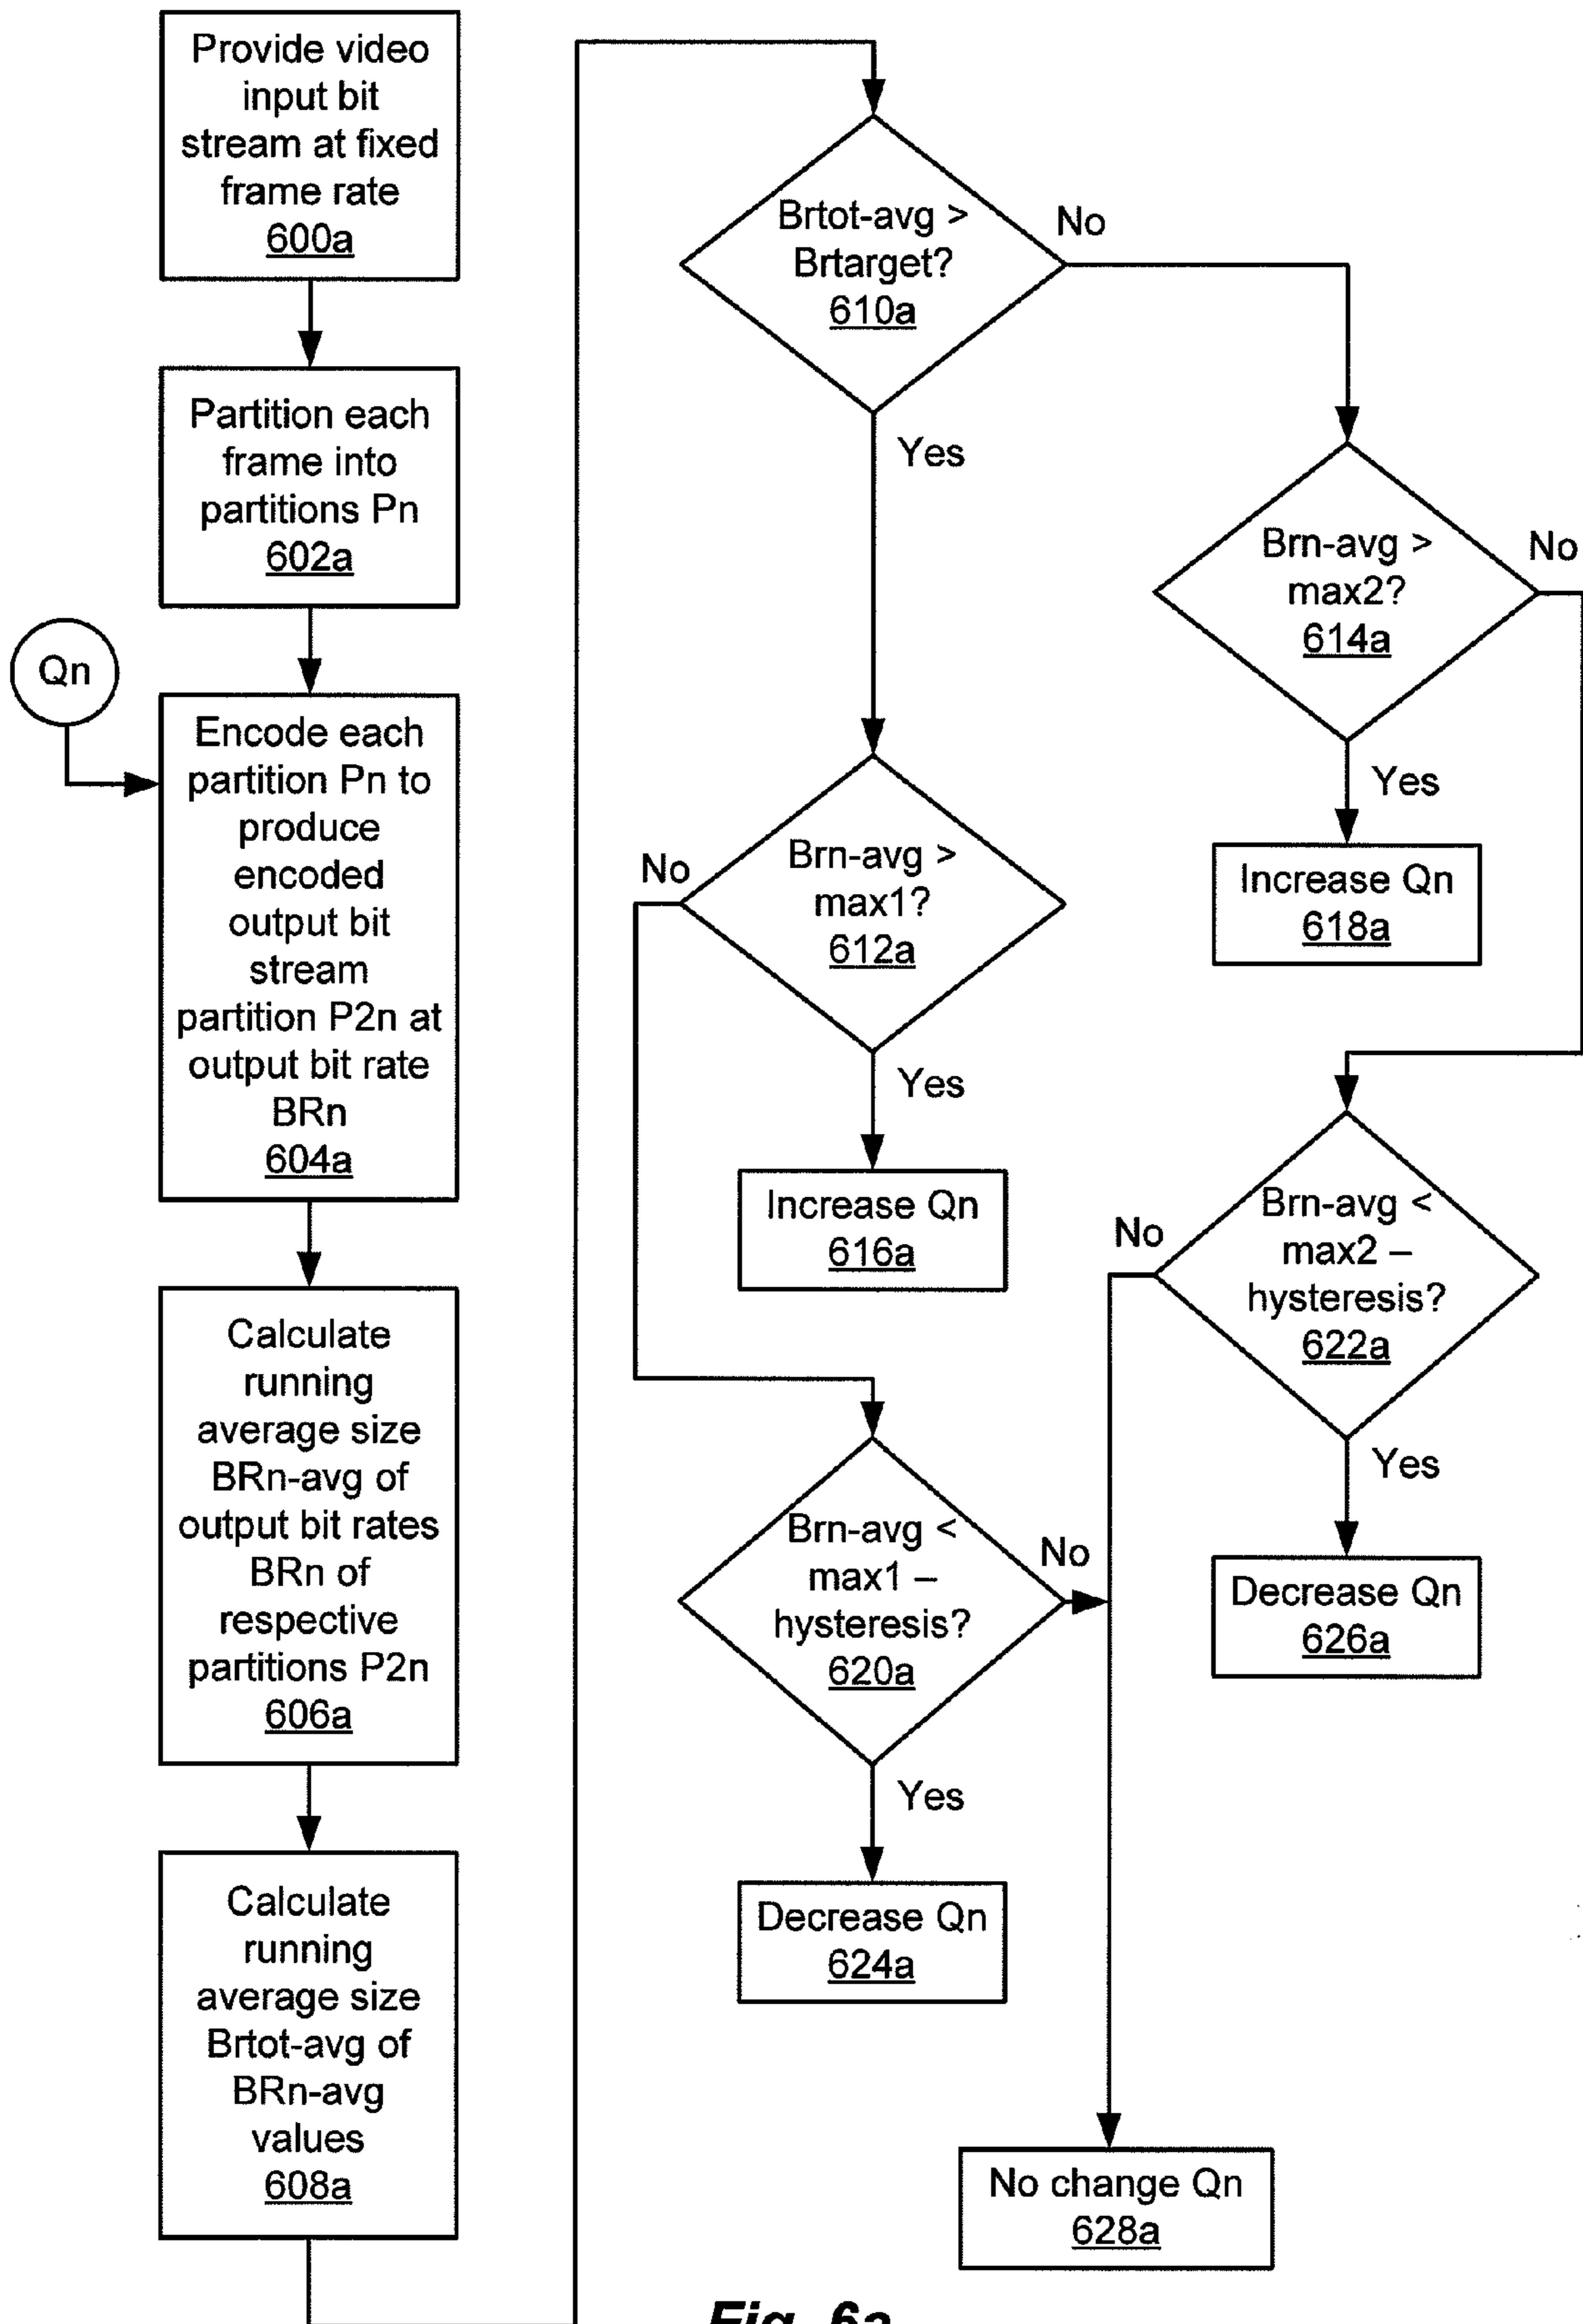 Provide video
input bit
stream at fixed
frame rate
600a
Partition each
frame into
partitions Pn
602a
Qn
Encode each
partition Pn to
produce
encoded
output bit
stream
partition P2n at
output bit rate
BRn
604a
Calculate
running
average size
BRn-avg of
output bit rates
BRn of
respective
partitions P2n
606a
Calculate
running
average size
Brtot-avg of
BRn-avg
values
608a
Brtot-avg >
Brtarget?
610a
No
Yes
Brn-avg >
max2?
614a
No
Yes
Increase Qn
618a
Brn-avg >
max1?
612a
No
Yes
Increase Qn
616a
Brn-avg <
max2 –
hysteresis?
622a
No
Yes
Decrease Qn
626a
Brn-avg <
max1 –
hysteresis?
620a
No
Yes
Decrease Qn
624a
No change Qn
628a
Fig. 6a